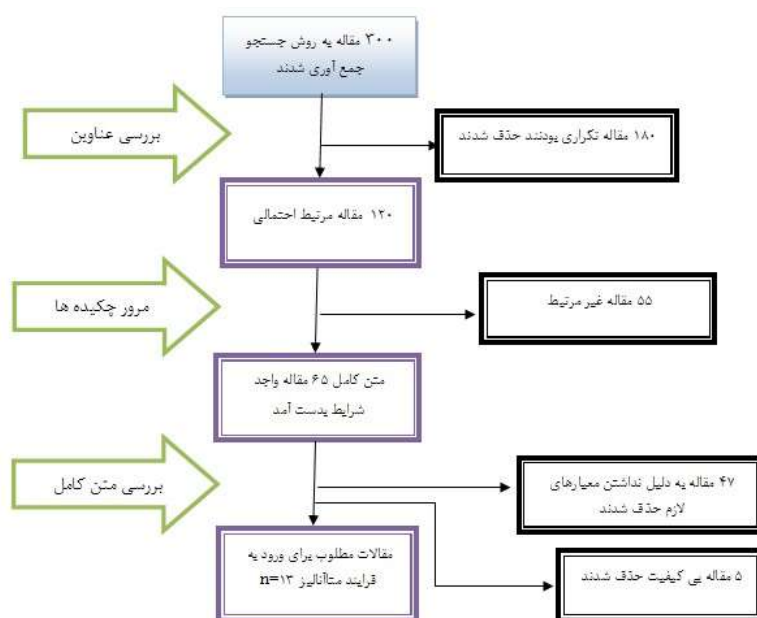 ۳۰۰ مقاله به روش جستجو
جمع آوری شدند
بررسی عناوین
۱۸۰ مقاله تکراری بودنند حذف شدند
۱۲۰ مقاله مرتبط احتمالی
مرور چکیده ها
۵۵ مقاله غیر مرتبط
متن کامل ۶۵ مقاله واجد
شرایط بدست آمد
بررسی متن کامل
۴۷ مقاله به دلیل نداشتن معیارهای
لازم حذف شدند
مقالات مطلوب برای ورود به
فرایند متاآنالیز n=۱۳
۵ مقاله بی کیفیت حذف شدند